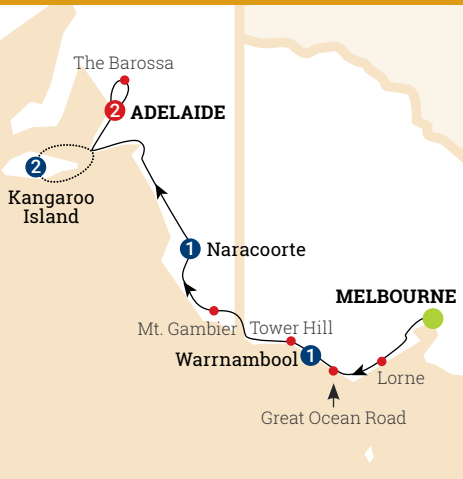 The Barossa
2 ADELAIDE
2
Kangaroo
Island
1 Naracoorte
MELBOURNE
Mt. Gambier
Tower Hill
Warrnambool 1
Lorne
Great Ocean Road